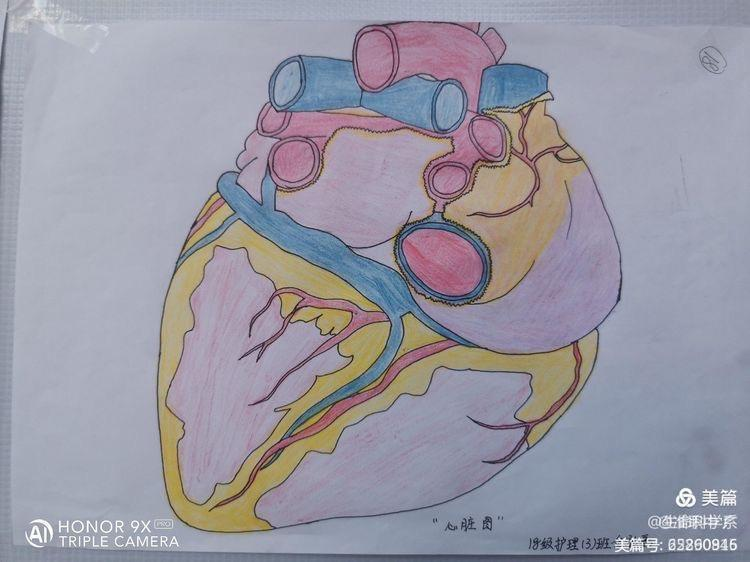 18
"心脏图"
18级护理(3)班
HONOR 9X PRO
TRIPLE CAMERA
美篇
美篇号: